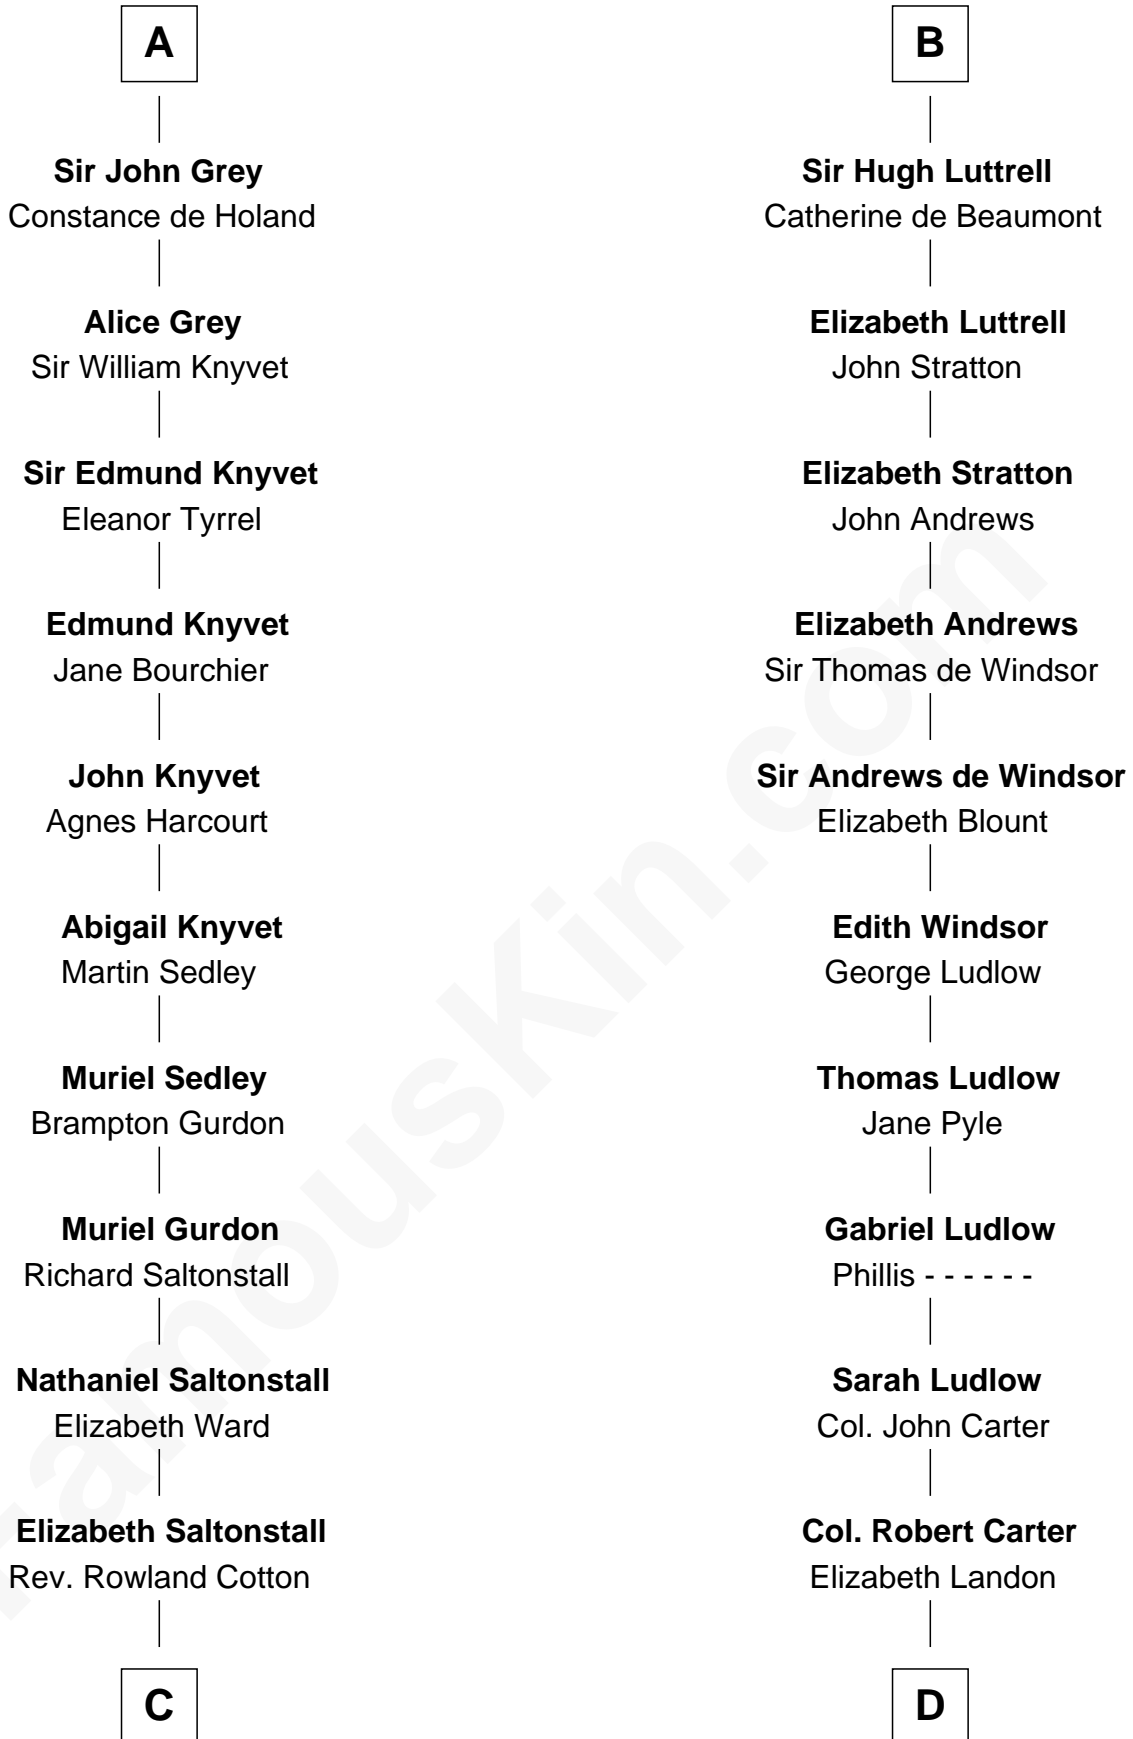 A
Sir John Grey
Constance de Holand
Alice Grey
Sir William Knyvet
Sir Edmund Knyvet
Eleanor Tyrrel
Edmund Knyvet
Jane Bourchier
John Knyvet
Agnes Harcourt
Abigail Knyvet
Martin Sedley
Muriel Sedley
Brampton Gurdon
Muriel Gurdon
Richard Saltonstall
Nathaniel Saltonstall
Elizabeth Ward
Elizabeth Saltonstall
Rev. Rowland Cotton
C
B
Sir Hugh Luttrell
Catherine de Beaumont
Elizabeth Luttrell
John Stratton
Elizabeth Stratton
John Andrews
Elizabeth Andrews
Sir Thomas de Windsor
Sir Andrews de Windsor
Elizabeth Blount
Edith Windsor
George Ludlow
Thomas Ludlow
Jane Pyle
Gabriel Ludlow
Phillis - - - - - -
Sarah Ludlow
Col. John Carter
Col. Robert Carter
Elizabeth Landon
D
FamousKin.com